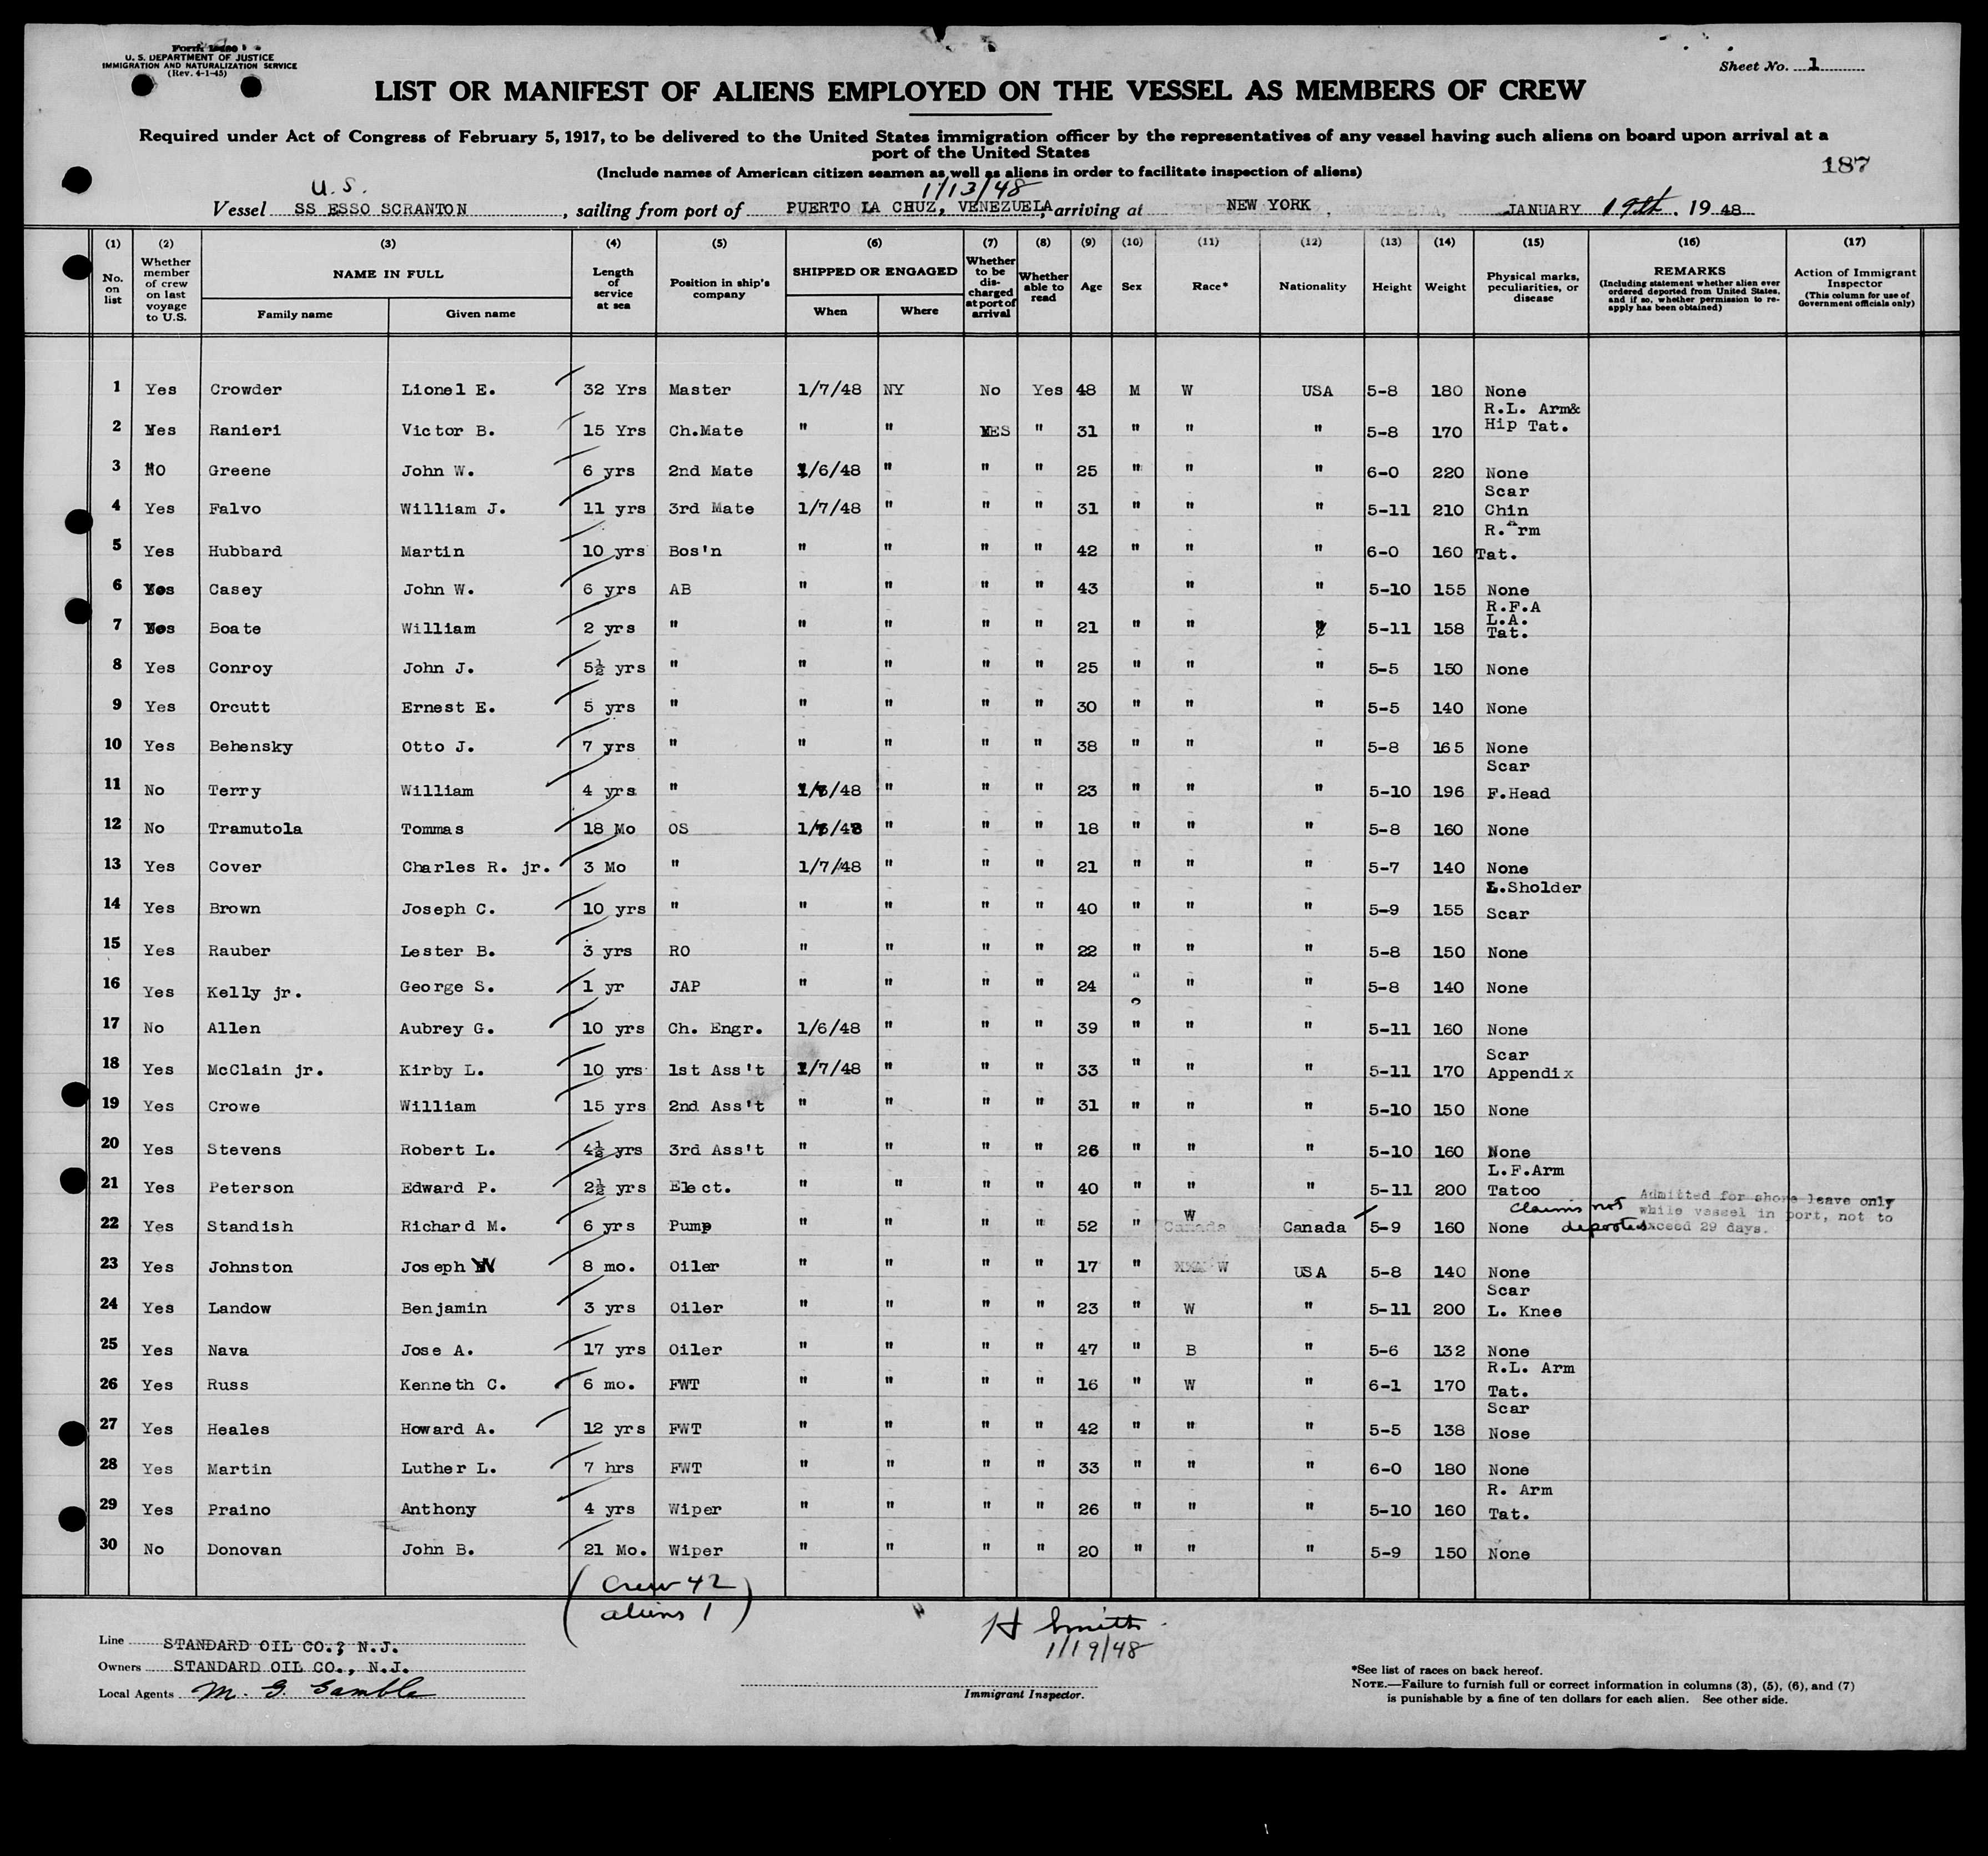 U. S. DEPARTMENT OF JUSTICE
IMMIGRATION AND NATURALIZATION SERVICE
(Rev. 4-1-45)
Sheet No. 1
LIST OR MANIFEST OF ALIENS EMPLOYED ON THE VESSEL AS MEMBERS OF CREW
Required under Act of Congress of February 5, 1917, to be delivered to the United States immigration officer by the representatives of any vessel having such aliens on board upon arrival at a
port of the United States
187
(Include names of American citizen seamen as well as aliens in order to facilitate inspection of aliens)
U.S. 1/13/48
Vessel SS ESSO SCRANTON, sailing from port of PUERTO LA CRUZ, VENEZUELA, arriving at NEW YORK, JANUARY 19th, 1948
(1) (2) (3) (4) (5) (6) (7) (8) (9) (10) (11) (12) (13) (14) (15) (16) (17)
No. on list
Whether member of crew on last voyage to U.S.
NAME IN FULL
Family name Given name
Length of service at sea
Position in ship's company
SHIPPED OR ENGAGED
When Where
Whether to be discharged at port of arrival
Whether able to read
Age
Sex
Race*
Nationality
Height
Weight
Physical marks, peculiarities, or disease
REMARKS
(Including statement whether alien ever ordered deported from United States, and if so, whether permission to reapply has been obtained)
Action of Immigrant Inspector
(This column for use of Government officials only)
1 Yes Crowder Lionel E. 32 Yrs Master 1/7/48 NY No Yes 48 M W USA 5-8 180 None
2 Yes Ranieri Victor B. 15 Yrs Ch.Mate " " YES " 31 " " " 5-8 170 R.L. Arm& Hip Tat.
3 NO Greene John W. 6 yrs 2nd Mate 1/6/48 " " " 25 " " " 6-0 220 None
4 Yes Falvo William J. 11 yrs 3rd Mate 1/7/48 " " " 31 " " " 5-11 210 Scar Chin
5 Yes Hubbard Martin 10 yrs Bos'n " " " " 42 " " " 6-0 160 R. Arm Tat.
6 Yes Casey John W. 6 yrs AB " " " " 43 " " 5-10 155 None
7 Yes Boate William 2 yrs " " " " " 21 " " " 5-11 158 R.F.A L.A. Tat.
8 Yes Conroy John J. 5½ yrs " " " " " 25 " " " 5-5 150 None
9 Yes Orcutt Ernest E. 5 yrs " " " " " 30 " " " 5-5 140 None
10 Yes Behensky Otto J. 7 yrs " " " " " 38 " " " 5-8 165 None
11 No Terry William 4 yrs " /48 " " " 23 " " " 5-10 196 Scar F.Head
12 No Tramutola Tommas 18 Mo OS " " " 18 " " " 5-8 160 None
13 Yes Cover Charles R. jr. 3 Mo " 1/7/48 " " " 21 " " " 5-7 140 None
14 Yes Brown Joseph C. 10 yrs " " " " " 40 " " " 5-9 155 L.Sholder Scar
15 Yes Rauber Lester B. 3 yrs RO " " " " 22 " " " 5-8 150 None
16 Yes Kelly jr. George S. 1 yr JAP " " " " 24 " " " 5-8 140 None
17 No Allen Aubrey G. 10 yrs Ch. Engr. 1/6/48 " " " 39 " " " 5-11 160 None
18 Yes McClain jr. Kirby L. 10 yrs 1st Ass't 1/7/48 " " " 33 " " " 5-11 170 Scar Appendix
19 Yes Crowe William 15 yrs 2nd Ass't " " " " 31 " " " 5-10 150 None
20 Yes Stevens Robert L. 4½ yrs 3rd Ass't " " " " 26 " " " 5-10 160 None
21 Yes Peterson Edward P. 2½ yrs Elect. " " " " 40 " " " 5-11 200 L.F.Arm Tatoo
22 Yes Standish Richard M. 6 yrs Pump " " " " 52 " W Canada Canada 5-9 160 None Claims not deported Admitted for shore leave only while vessel in port, not to exceed 29 days.
23 Yes Johnston Joseph W 8 mo. Oiler " " " " 17 " W USA 5-8 140 None
24 Yes Landow Benjamin 3 yrs Oiler " " " " 23 " W " 5-11 200 Scar L. Knee
25 Yes Nava Jose A. 17 yrs Oiler " " " " 47 " B " 5-6 132 None
26 Yes Russ Kenneth C. 6 mo. FWT " " " " 16 " W " 6-1 170 R.L. Arm Tat.
27 Yes Heales Howard A. 12 yrs FWT " " " " 42 " " " 5-5 138 Scar Nose
28 Yes Martin Luther L. 7 hrs FWT " " " " 33 " " " 6-0 180 None
29 Yes Praino Anthony 4 yrs Wiper " " " " 26 " " " 5-10 160 R. Arm Tat.
30 No Donovan John B. 21 Mo. Wiper " " " " 20 " " " 5-9 150 None
(Crew 42
aliens 1)
H Smith
1/19/48
Line STANDARD OIL CO., N.J.
Owners STANDARD OIL CO., N.J.
Local Agents M. G. Gamble
Immigrant Inspector.
*See list of races on back hereof.
NOTE.—Failure to furnish full or correct information in columns (3), (5), (6), and (7)
is punishable by a fine of ten dollars for each alien. See other side.